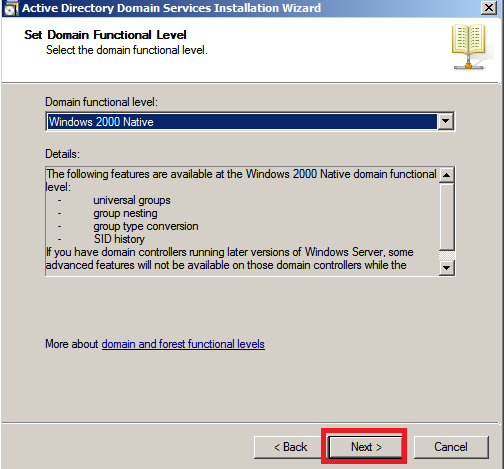 Active Directory Domain Services Installation Wizard
Set Domain Functional Level
Select the domain functional level.
Domain functional level:
Windows 2000 Native
Details:
The following features are available at the Windows 2000 Native domain functional
level:
- universal groups
- group nesting
- group type conversion
- SID history
If you have domain controllers running later versions of Windows Server, some
advanced features will not be available on those domain controllers while the
More about domain and forest functional levels
< Back Next > Cancel